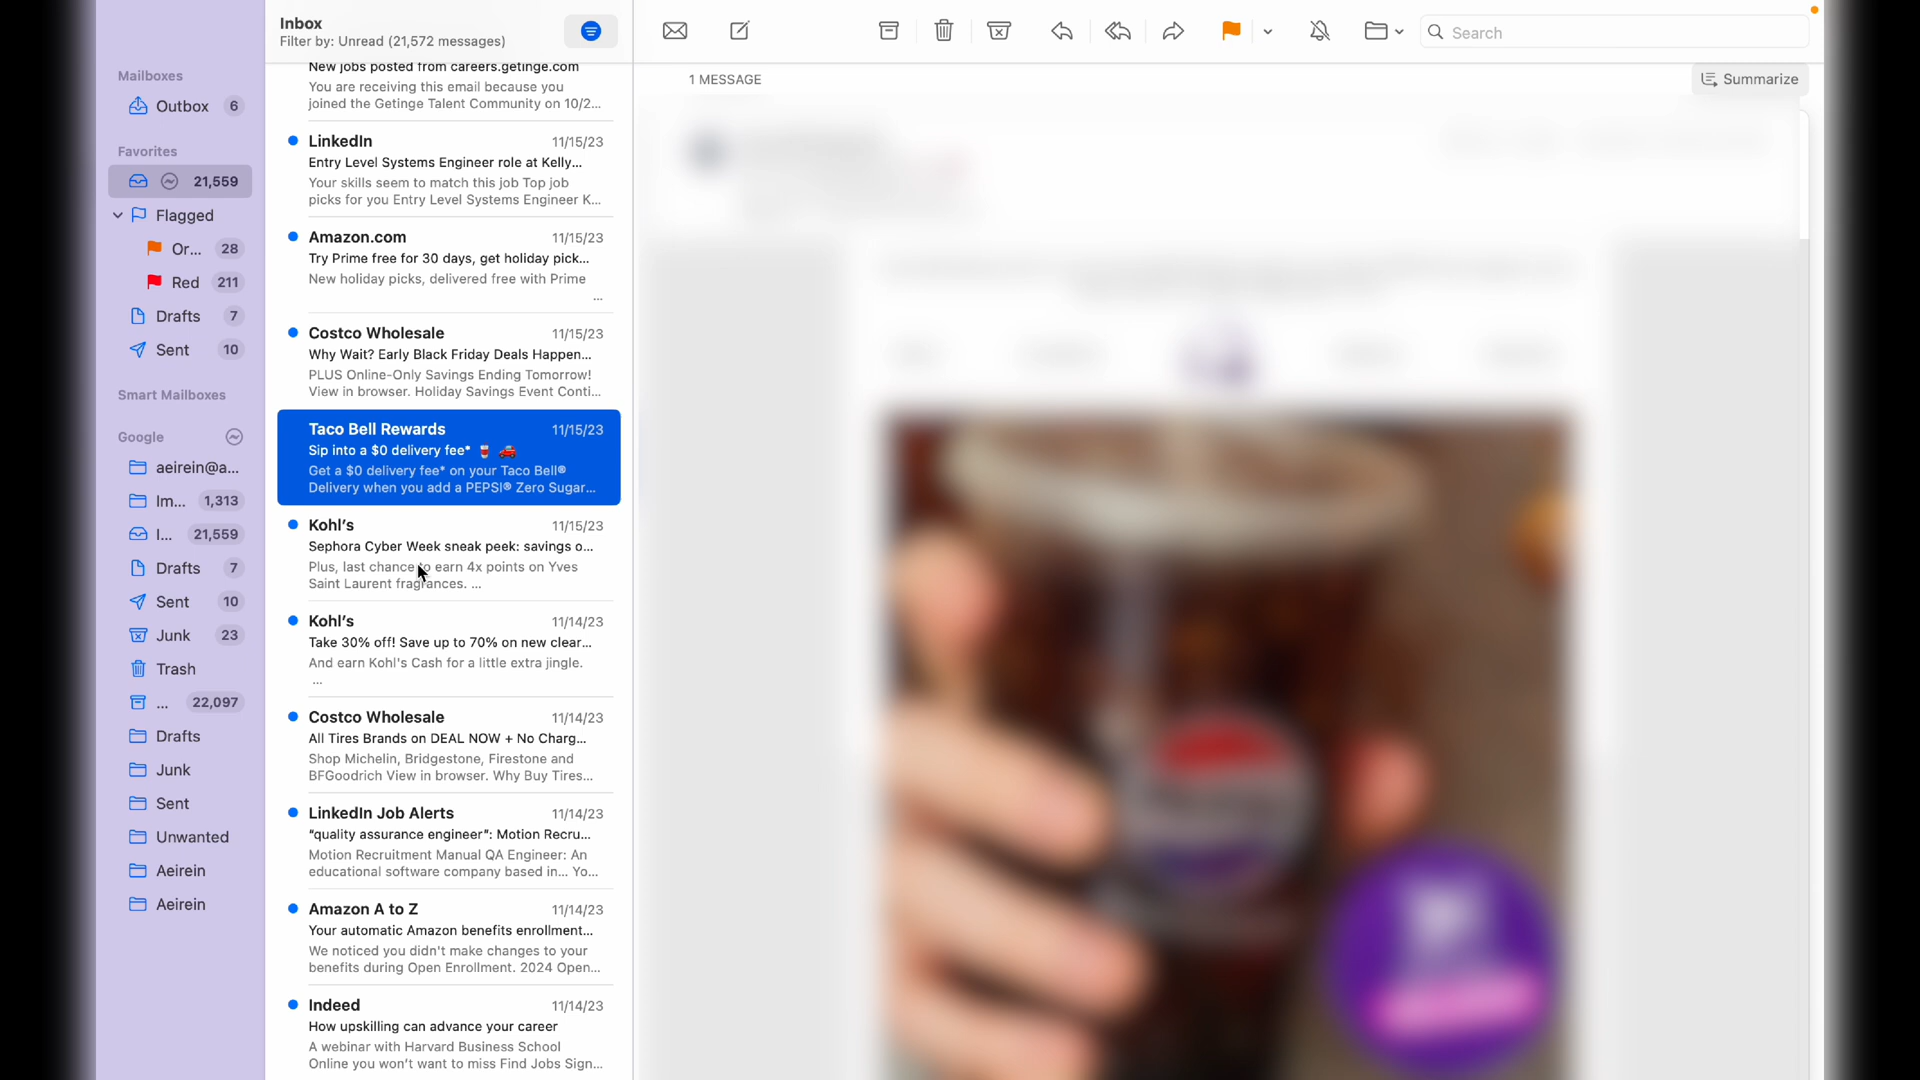 Mailboxes
Outbox 6
Favorites
21,559
Flagged
Or... 28
Red 211
Drafts 7
Sent 10
Smart Mailboxes
Google
aeirein@a...
Im... 1,313
I... 21,559
Drafts 7
Sent 10
Junk 23
Trash
... 22,097
Drafts
Junk
Sent
Unwanted
Aeirein
Aeirein
Inbox
Filter by: Unread (21,572 messages)
New jobs posted from careers.getinge.com
You are receiving this email because you
joined the Getinge Talent Community on 10/2...
LinkedIn 11/15/23
Entry Level Systems Engineer role at Kelly...
Your skills seem to match this job Top job
picks for you Entry Level Systems Engineer K...
Amazon.com 11/15/23
Try Prime free for 30 days, get holiday pick...
New holiday picks, delivered free with Prime
...
Costco Wholesale 11/15/23
Why Wait? Early Black Friday Deals Happen...
PLUS Online-Only Savings Ending Tomorrow!
View in browser. Holiday Savings Event Conti...
Taco Bell Rewards 11/15/23
Sip into a $0 delivery fee* 🥤 🚗
Get a $0 delivery fee* on your Taco Bell®
Delivery when you add a PEPSI® Zero Sugar...
Kohl's 11/15/23
Sephora Cyber Week sneak peek: savings o...
Plus, last chance to earn 4x points on Yves
Saint Laurent fragrances. ...
Kohl's 11/14/23
Take 30% off! Save up to 70% on new clear...
And earn Kohl's Cash for a little extra jingle.
...
Costco Wholesale 11/14/23
All Tires Brands on DEAL NOW + No Charg...
Shop Michelin, Bridgestone, Firestone and
BFGoodrich View in browser. Why Buy Tires...
LinkedIn Job Alerts 11/14/23
"quality assurance engineer": Motion Recru...
Motion Recruitment Manual QA Engineer: An
educational software company based in... Yo...
Amazon A to Z 11/14/23
Your automatic Amazon benefits enrollment...
We noticed you didn't make changes to your
benefits during Open Enrollment. 2024 Open...
Indeed 11/14/23
How upskilling can advance your career
A webinar with Harvard Business School
Online you won't want to miss Find Jobs Sign...
Search
1 MESSAGE
Summarize